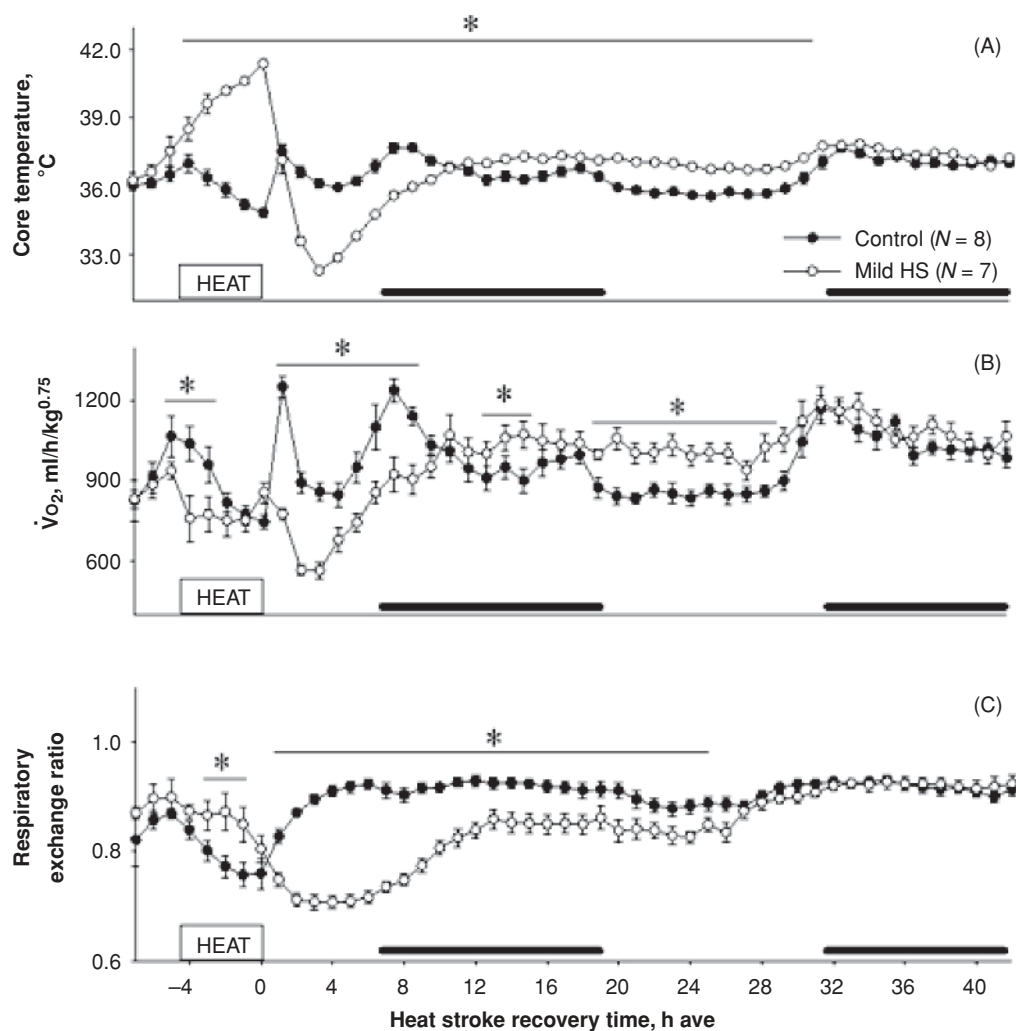 *
(A)
Core temperature, °C
42.0
39.0
36.0
33.0
Control (N = 8)
Mild HS (N = 7)
HEAT
(B)
*
*
*
*
V̇o2, ml/h/kg0.75
1200
900
600
HEAT
(C)
*
*
Respiratory exchange ratio
1.0
0.8
0.6
HEAT
–4 0 4 8 12 16 20 24 28 32 36 40
Heat stroke recovery time, h ave